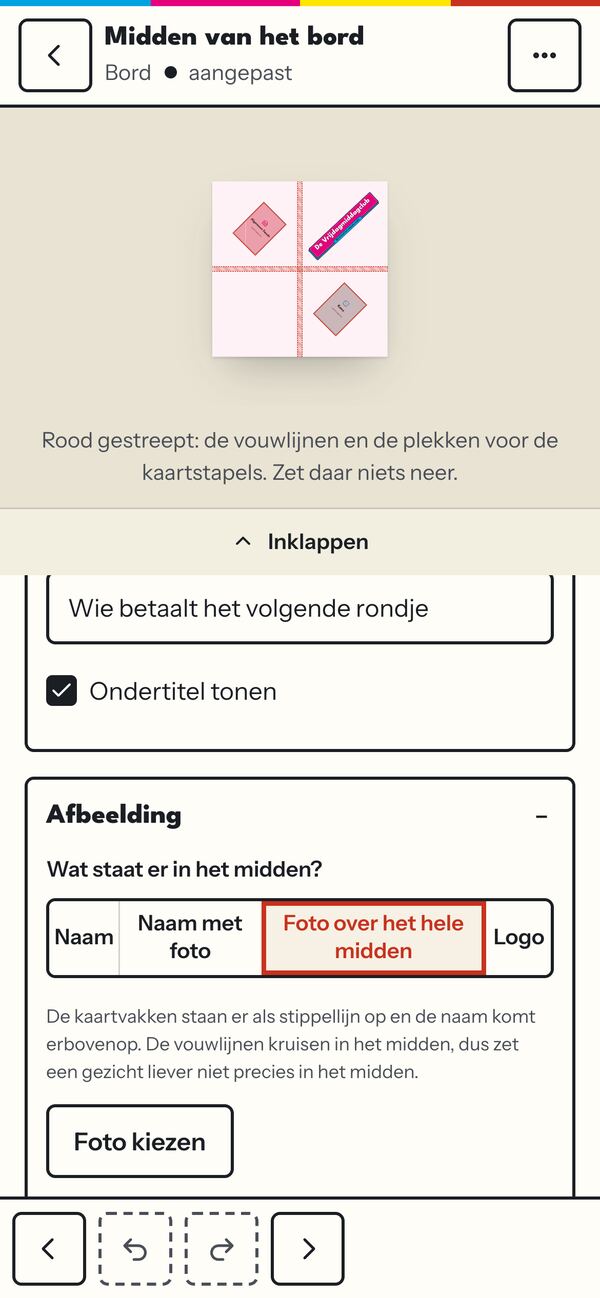 Midden van het bord
Bord ● aangepast
De Vrijdagmiddagclub
Rood gestreept: de vouwlijnen en de plekken voor de
kaartstapels. Zet daar niets neer.
Inklappen
Wie betaalt het volgende rondje
Ondertitel tonen
Afbeelding
Wat staat er in het midden?
Naam
Naam met
foto
Foto over het hele
midden
Logo
De kaartvakken staan er als stippellijn op en de naam komt
erbovenop. De vouwlijnen kruisen in het midden, dus zet
een gezicht liever niet precies in het midden.
Foto kiezen